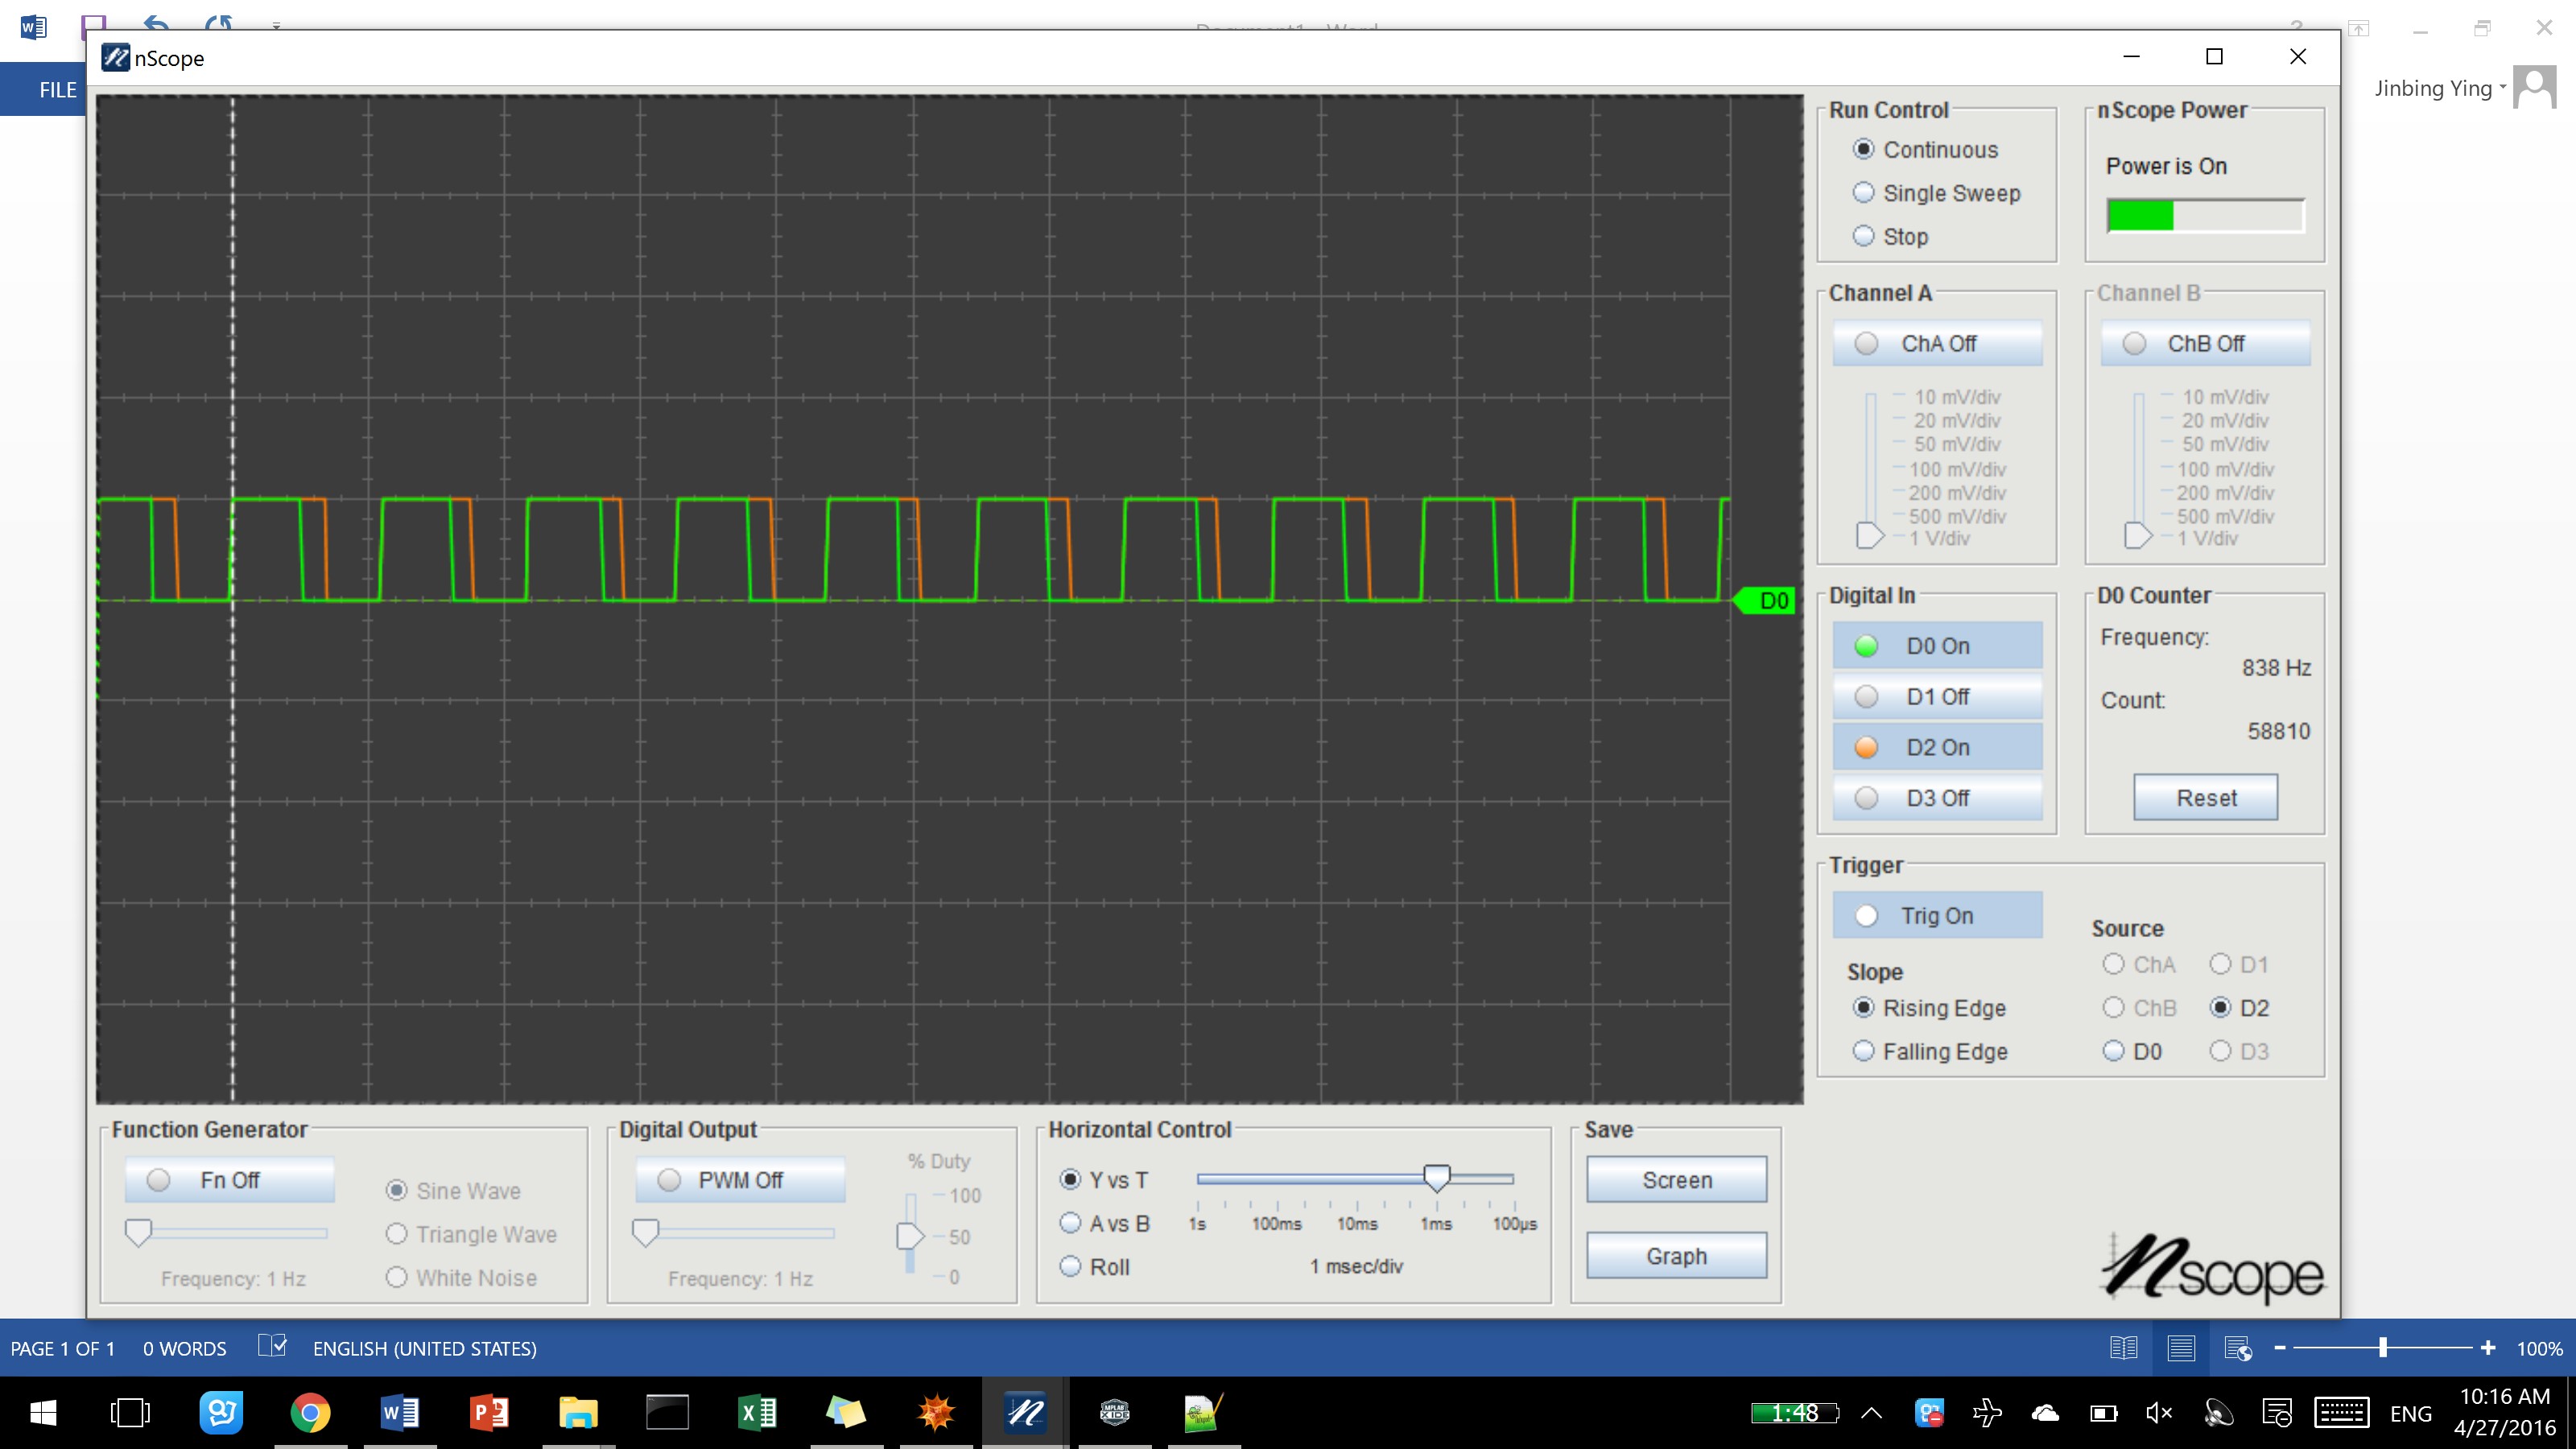 Document1 - Word
nScope
FILE
Jinbing Ying
Run Control
Continuous
Single Sweep
Stop
nScope Power
Power is On
Channel A
ChA Off
10 mV/div
20 mV/div
50 mV/div
100 mV/div
200 mV/div
500 mV/div
1 V/div
Channel B
ChB Off
10 mV/div
20 mV/div
50 mV/div
100 mV/div
200 mV/div
500 mV/div
1 V/div
D0
Digital In
D0 On
D1 Off
D2 On
D3 Off
D0 Counter
Frequency:
838 Hz
Count:
58810
Reset
Trigger
Trig On
Slope
Rising Edge
Falling Edge
Source
ChA D1
ChB D2
D0 D3
Function Generator
Fn Off
Sine Wave
Triangle Wave
White Noise
Frequency: 1 Hz
Digital Output
PWM Off
% Duty
100
50
0
Frequency: 1 Hz
Horizontal Control
Y vs T
A vs B
Roll
1s 100ms 10ms 1ms 100µs
1 msec/div
Save
Screen
Graph
nscope
PAGE 1 OF 1 0 WORDS ENGLISH (UNITED STATES) 100%
1:48 ENG
10:16 AM
4/27/2016